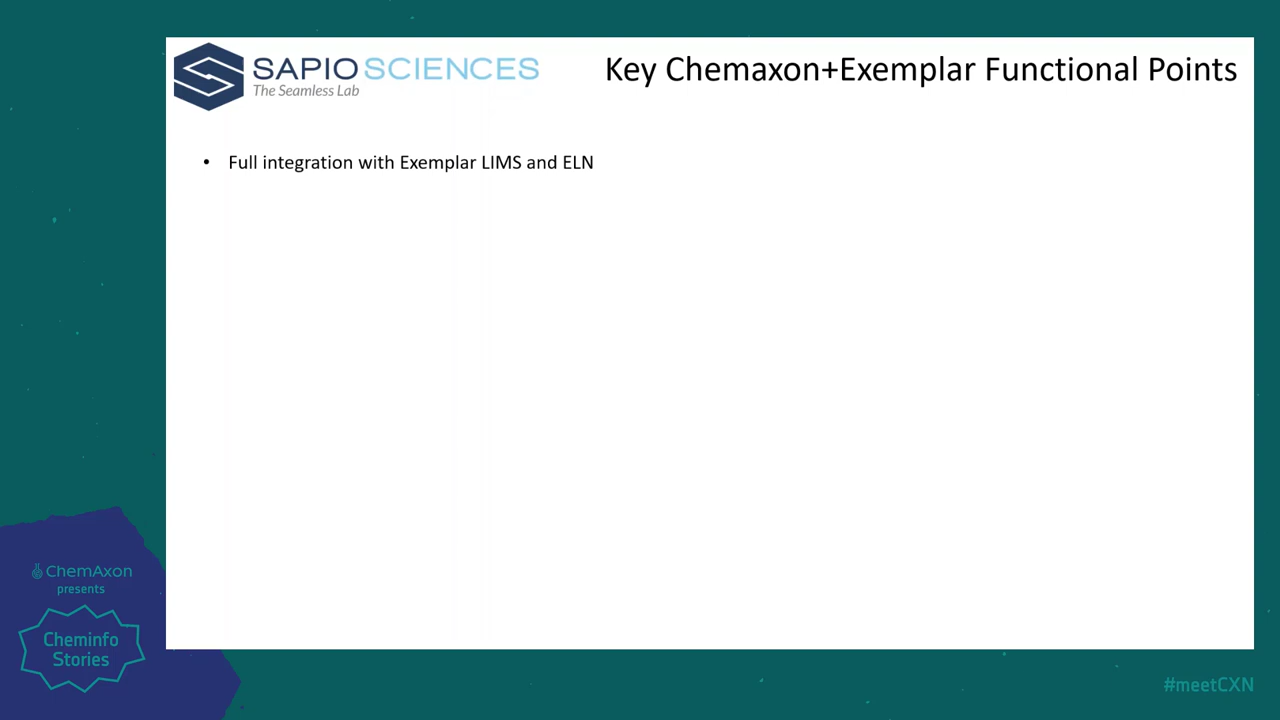 SAPIO SCIENCES
The Seamless Lab
Key Chemaxon+Exemplar Functional Points
• Full integration with Exemplar LIMS and ELN
ChemAxon
presents
Cheminfo
Stories
#meetCXN